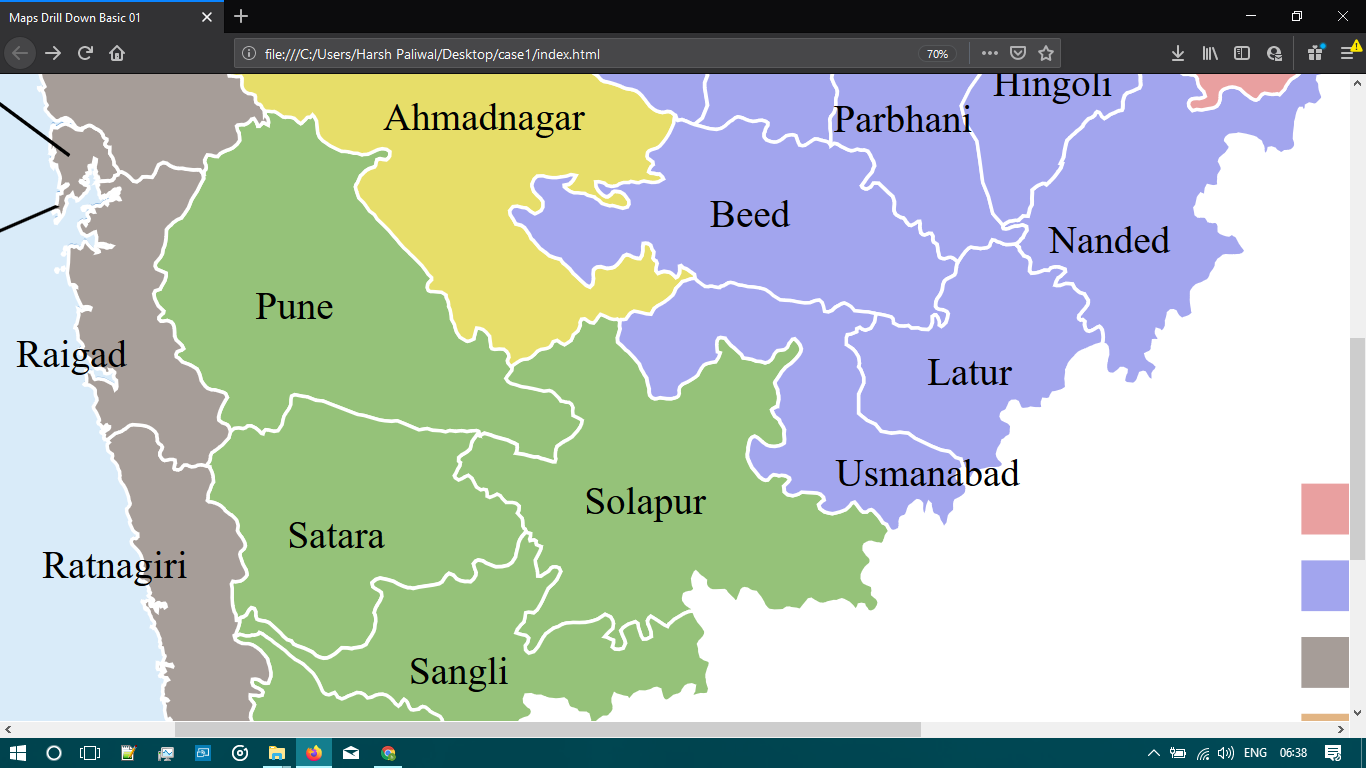 Maps Drill Down Basic 01
file:///C:/Users/Harsh Paliwal/Desktop/case1/index.html
70%
Hingoli
Ahmadnagar
Parbhani
Beed
Nanded
Pune
Raigad
Latur
Usmanabad
Solapur
Satara
Ratnagiri
Sangli
ENG
06:38